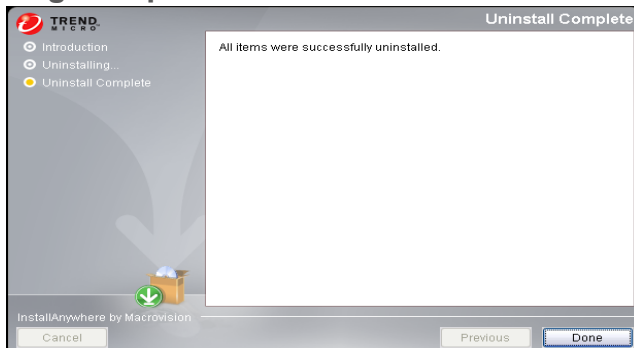 TREND
MICRO
Uninstall Complete
Introduction
Uninstalling...
Uninstall Complete
All items were successfully uninstalled.
InstallAnywhere by Macrovision
Cancel
Previous
Done